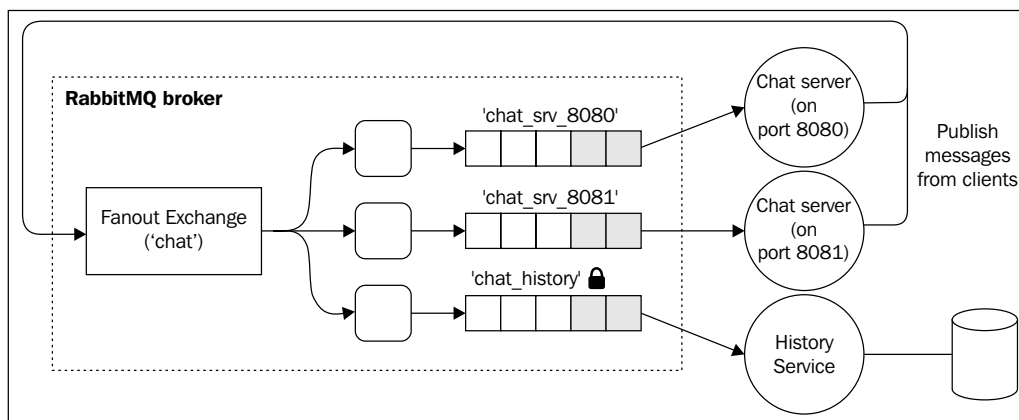 RabbitMQ broker
'chat_srv_8080'
Chat server
(on
port 8080)
Publish
messages
from clients
Fanout Exchange
(‘chat’)
'chat_srv_8081'
Chat server
(on
port 8081)
'chat_history'
History
Service